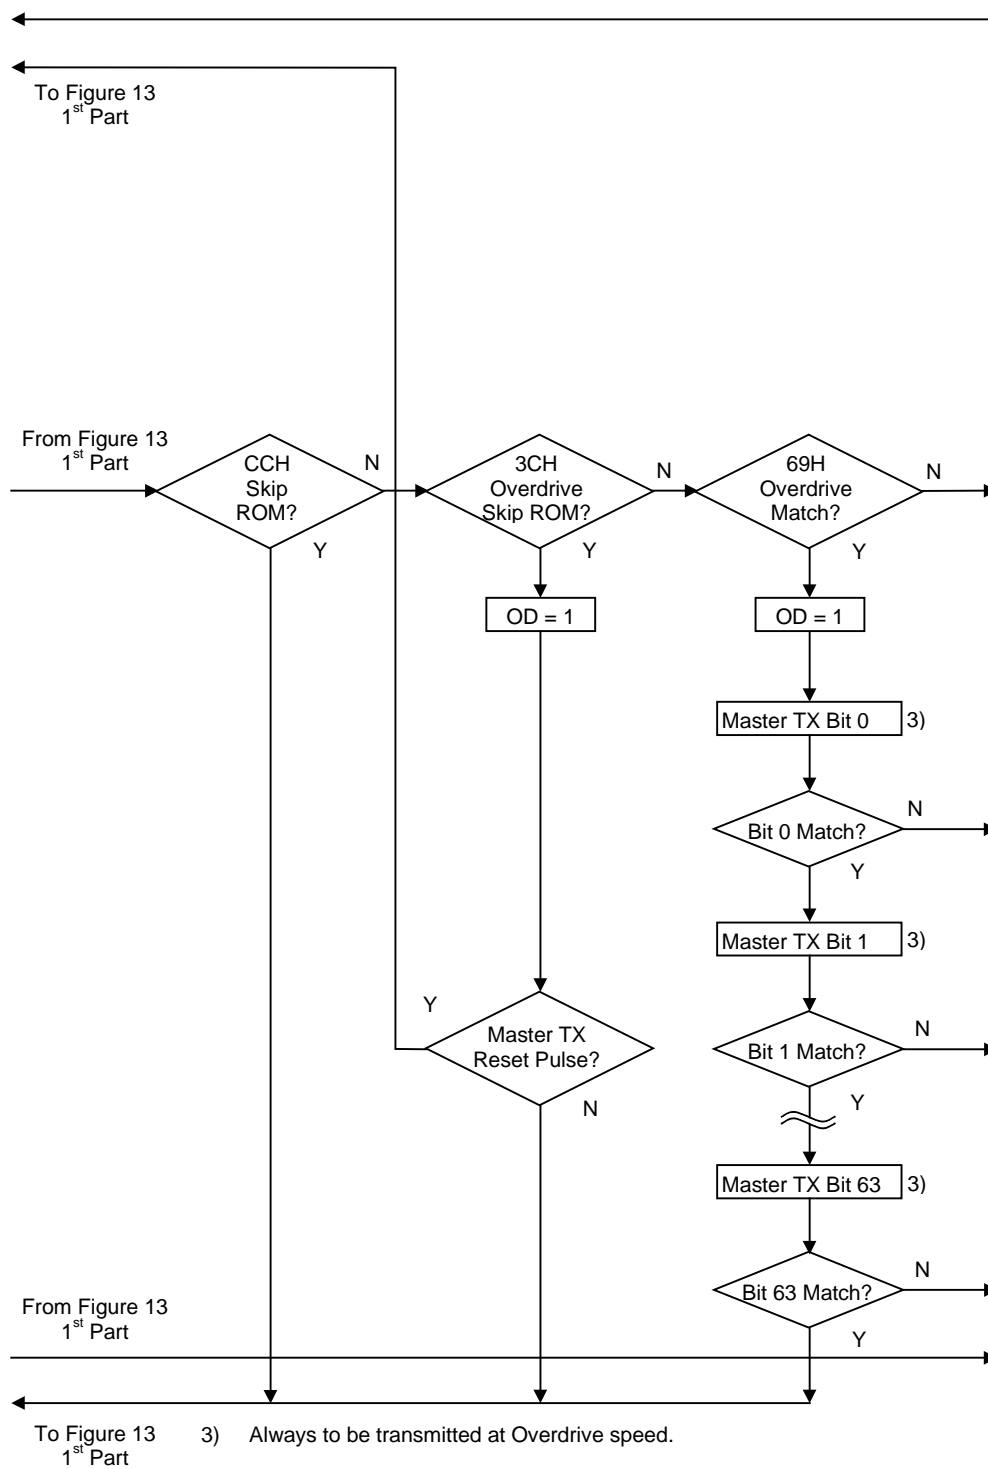 To Figure 13
1st Part
From Figure 13
1st Part
CCH
Skip
ROM?
N
Y
3CH
Overdrive
Skip ROM?
N
Y
69H
Overdrive
Match?
N
Y
OD = 1
OD = 1
Master TX Bit 0
3)
Bit 0 Match?
N
Y
Master TX Bit 1
3)
Y
Master TX
Reset Pulse?
N
Bit 1 Match?
N
Y
Master TX Bit 63
3)
Bit 63 Match?
N
Y
From Figure 13
1st Part
To Figure 13
1st Part
3) Always to be transmitted at Overdrive speed.